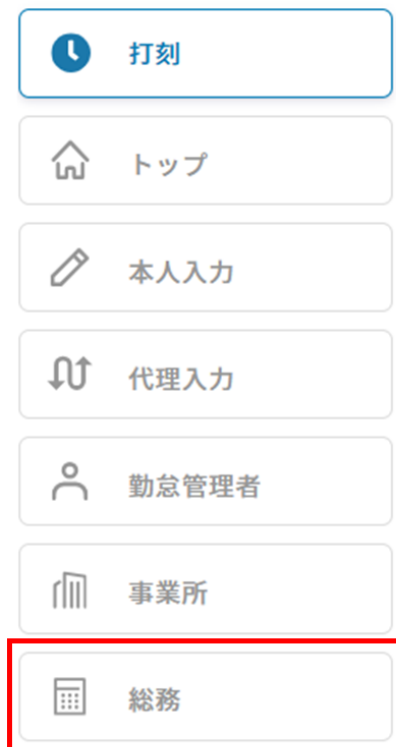 打刻
トップ
本人入力
代理入力
勤怠管理者
事業所
総務